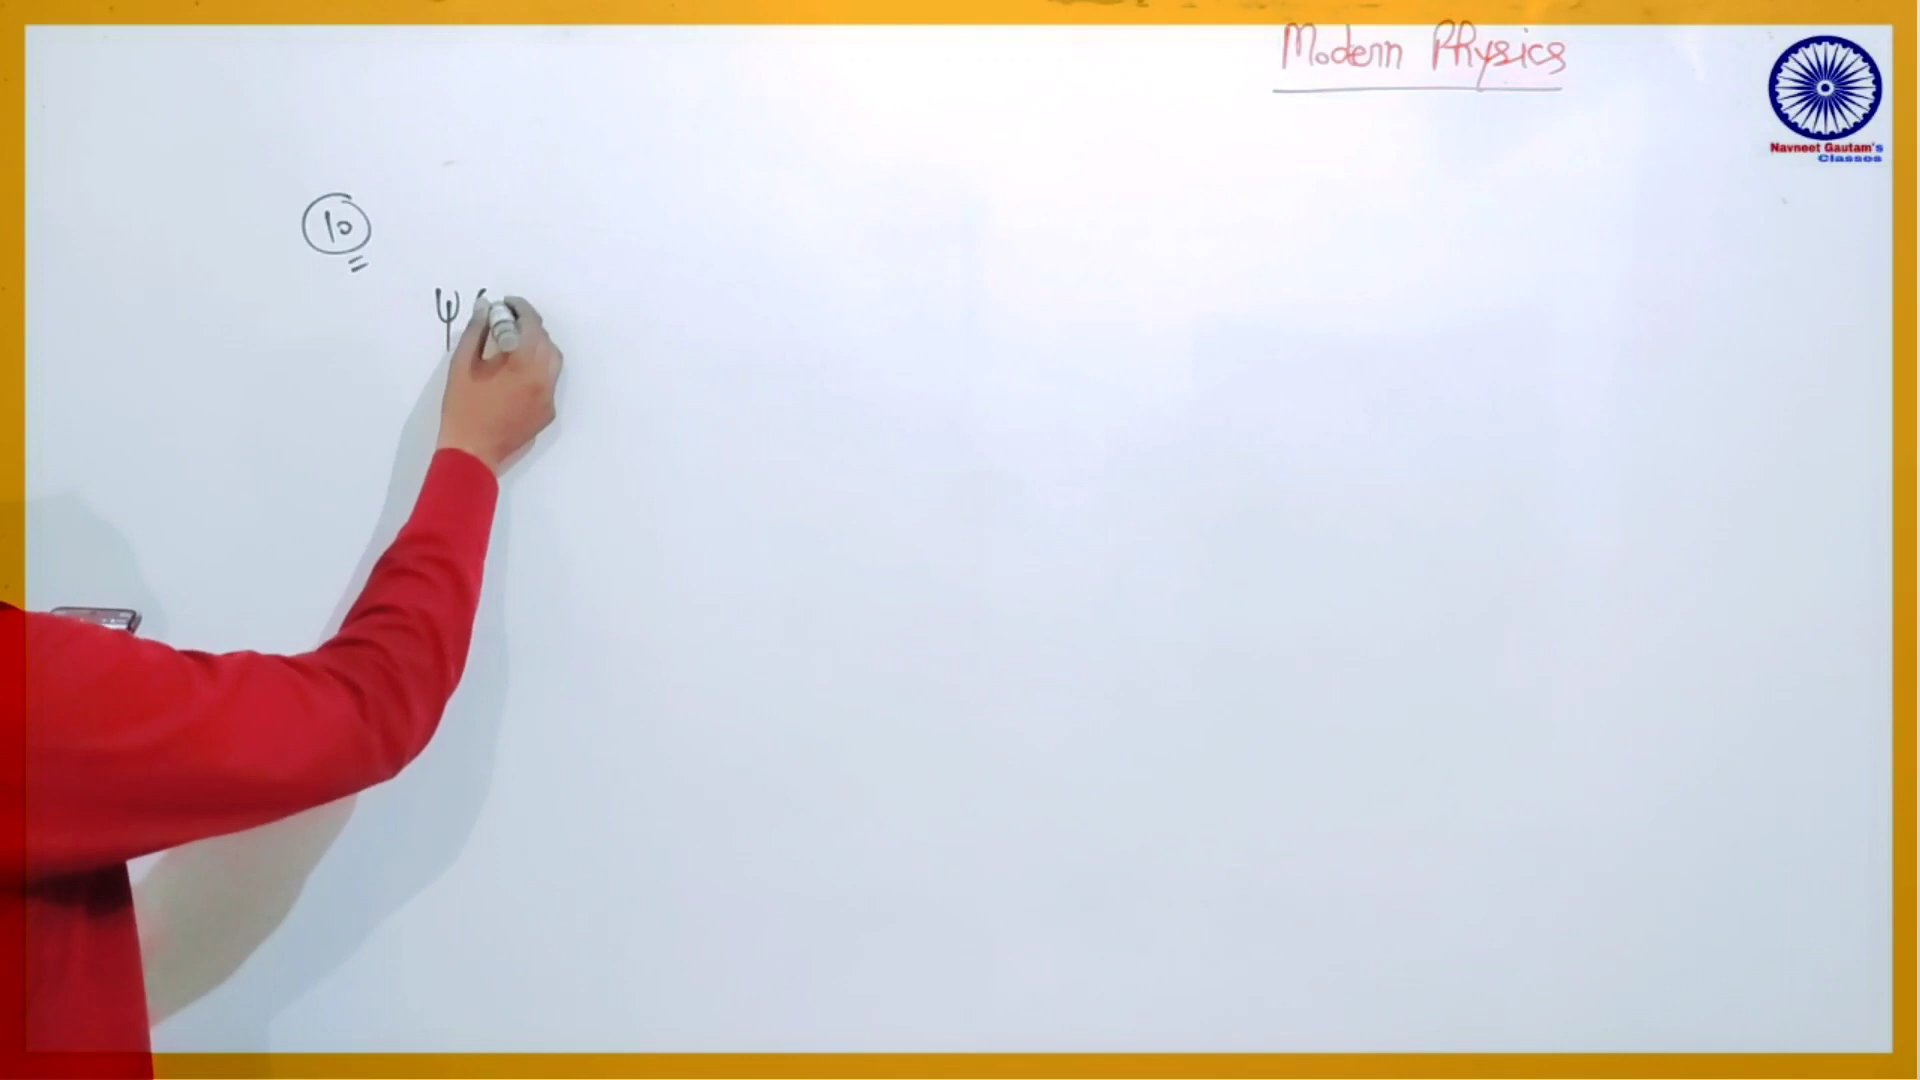 Modern Physics
Navneet Gautam's
Classes
10
ψ (